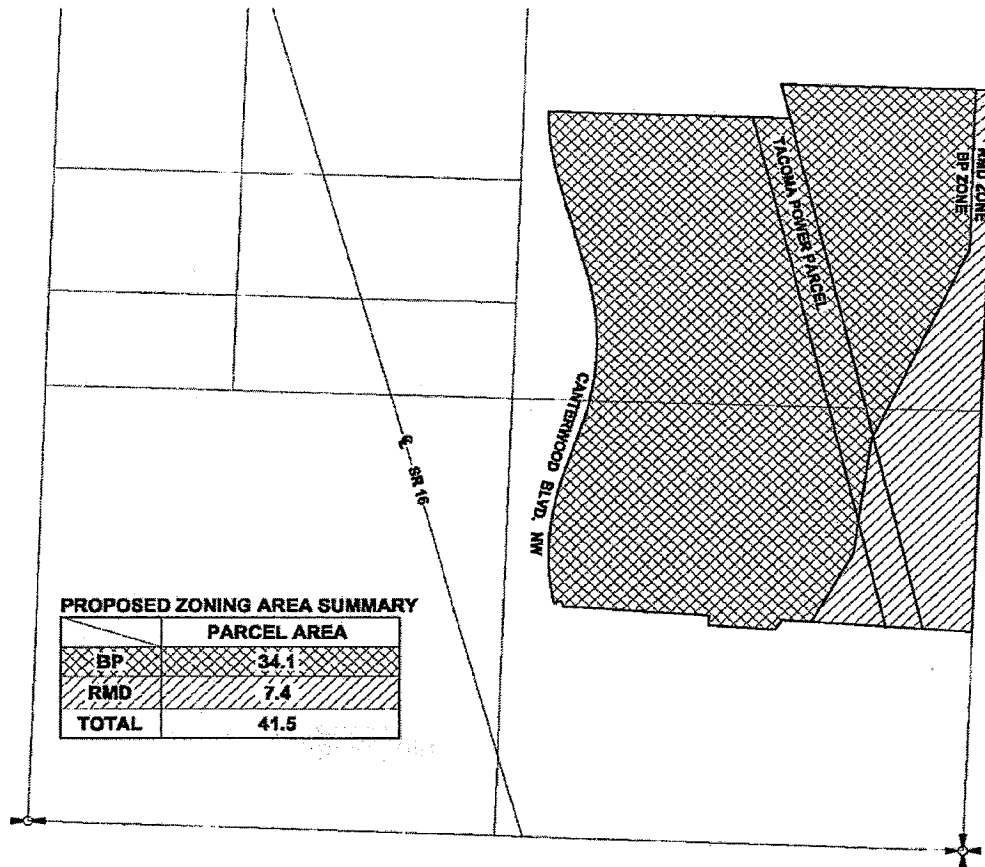 RMD ZONE
BP ZONE
TACOMA POWER PARCEL
CANTERWOOD BLVD. NW
SR 16
PROPOSED ZONING AREA SUMMARY
PARCEL AREA
BP 34.1
RMD 7.4
TOTAL 41.5